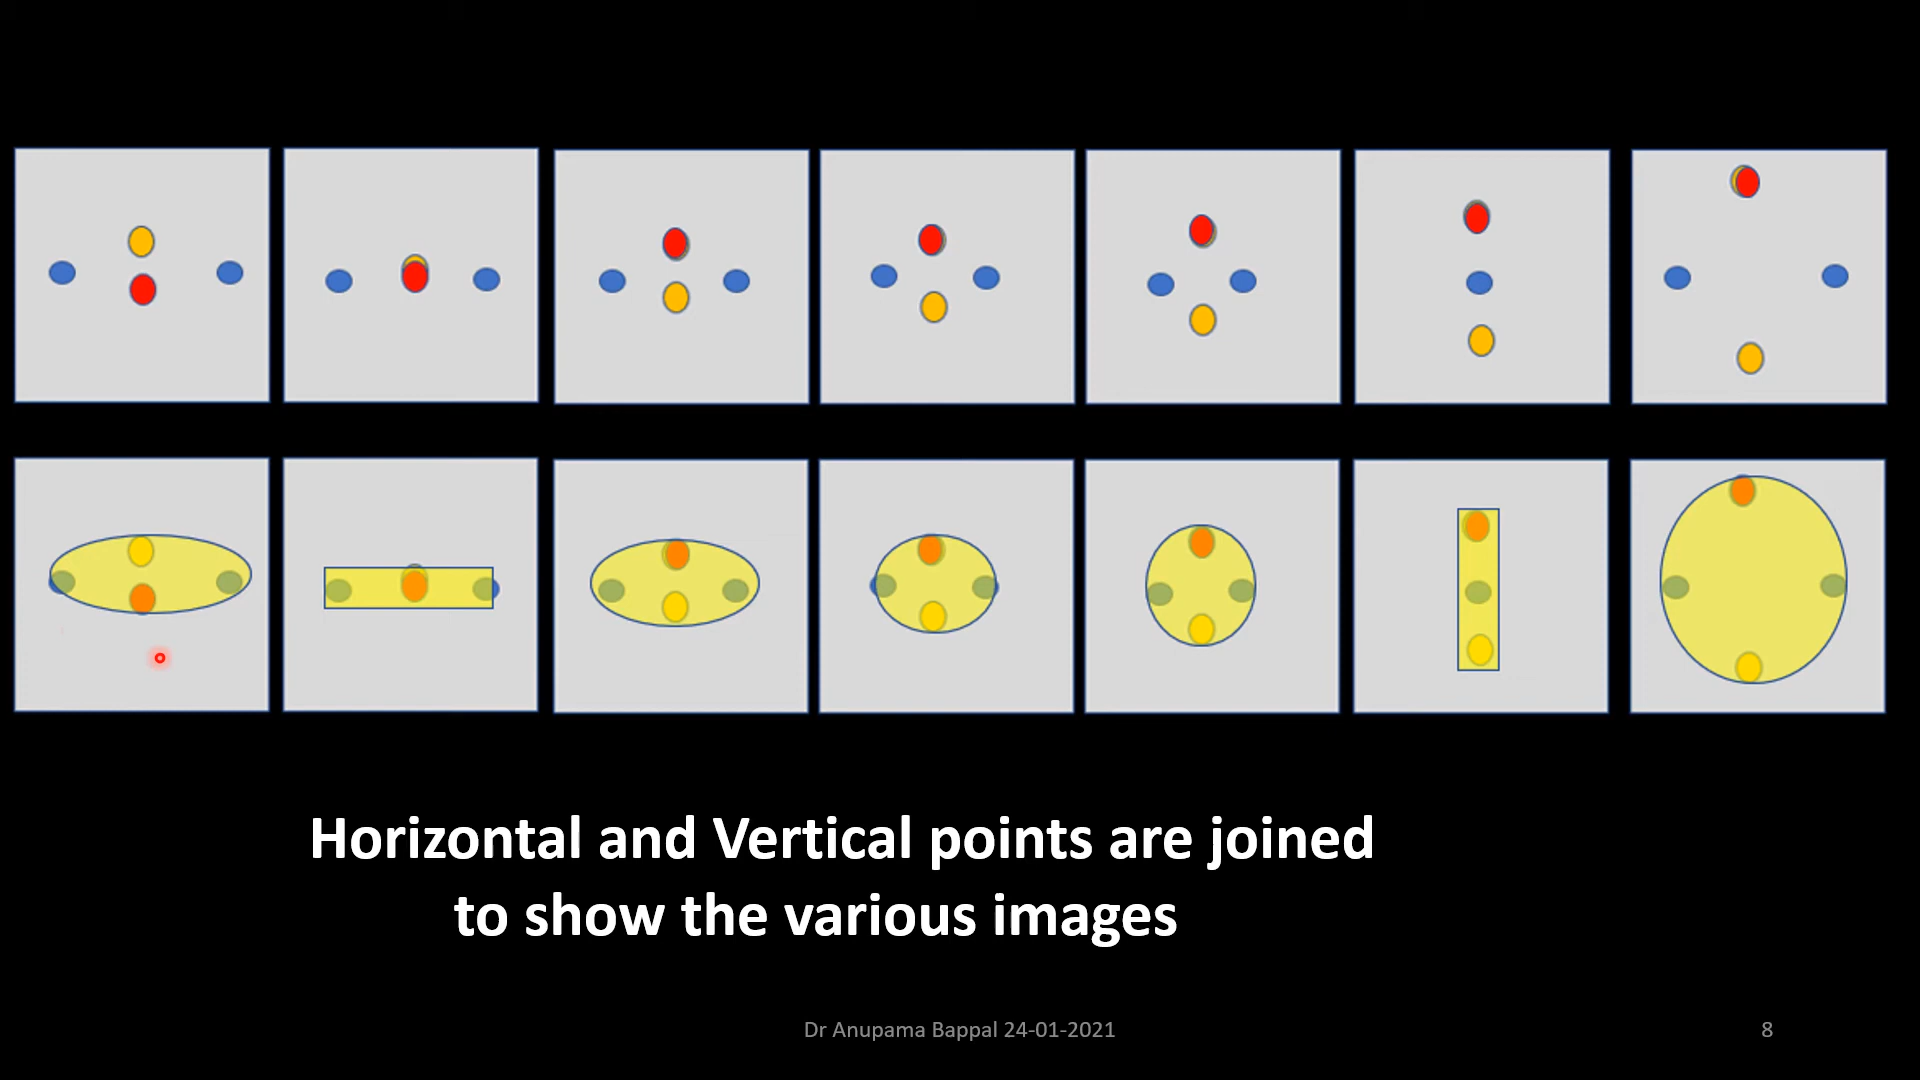 Horizontal and Vertical points are joined
to show the various images
Dr Anupama Bappal 24-01-2021
8